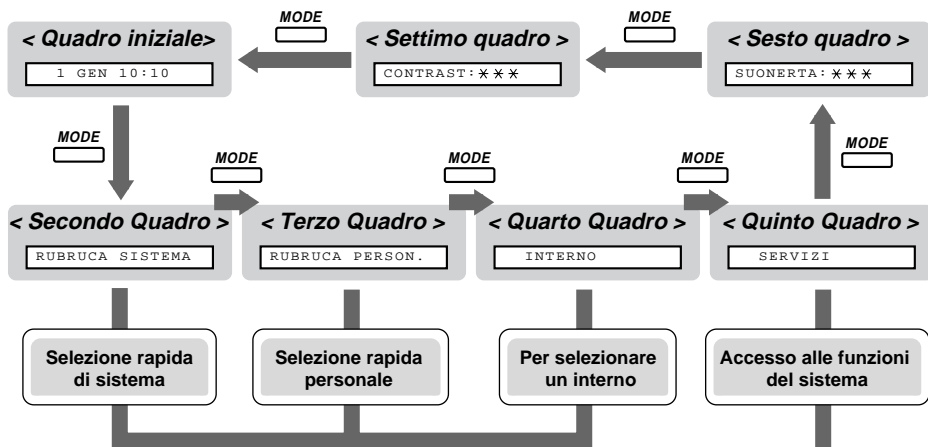 MODE
MODE
< Quadro iniziale>
< Settimo quadro >
< Sesto quadro >
1 GEN 10:10
CONTRAST:***
SUONERTA:***
MODE
MODE
MODE
MODE
MODE
< Secondo Quadro >
< Terzo Quadro >
< Quarto Quadro >
< Quinto Quadro >
RUBRUCA SISTEMA
RUBRUCA PERSON.
INTERNO
SERVIZI
Selezione rapida
di sistema
Selezione rapida
personale
Per selezionare
un interno
Accesso alle funzioni
del sistema